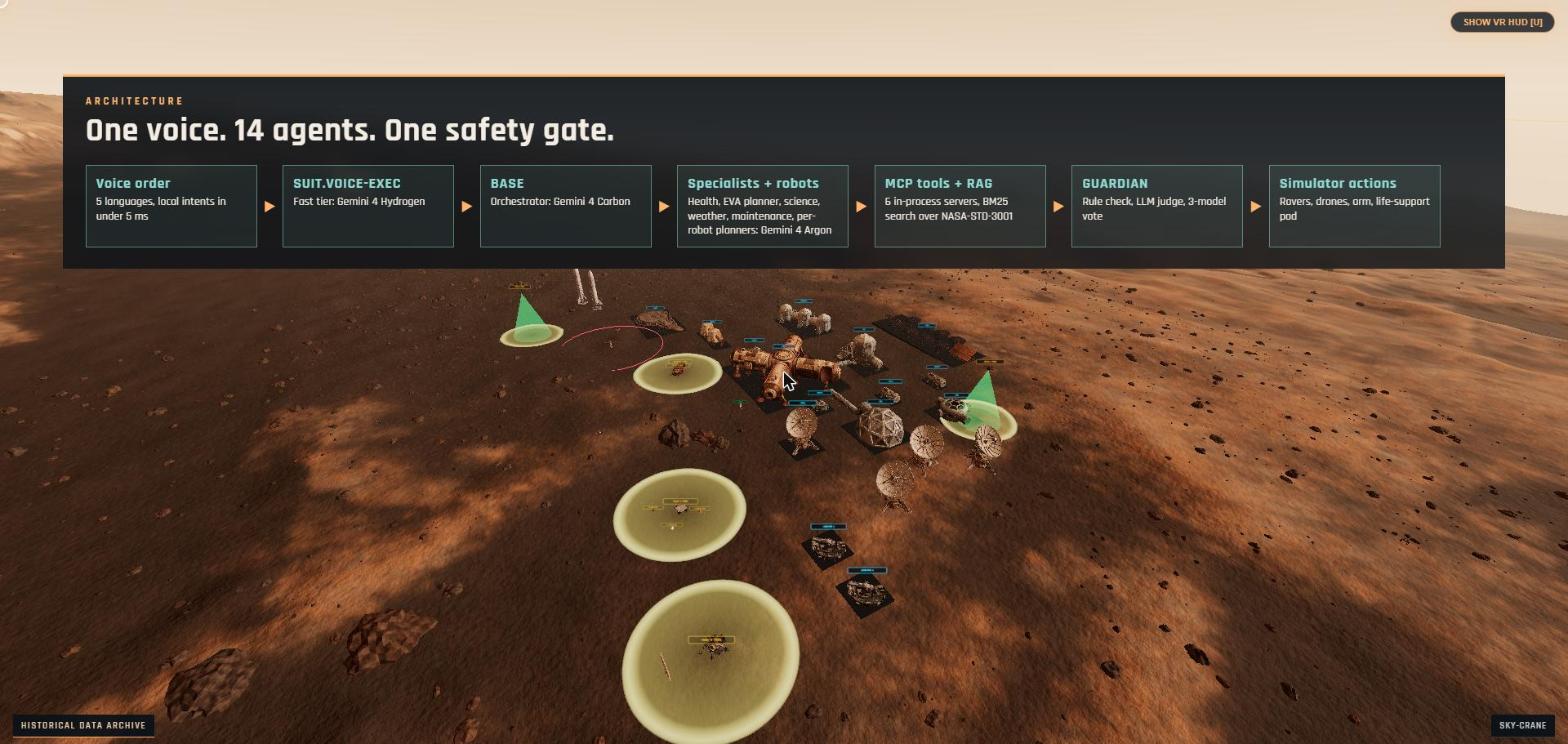 SHOW VR HUD [U]
ARCHITECTURE
One voice. 14 agents. One safety gate.
Voice order
5 languages, local intents in
under 5 ms
SUIT.VOICE-EXEC
Fast tier: Gemini 4 Hydrogen
BASE
Orchestrator: Gemini 4 Carbon
Specialists + robots
Health, EVA planner, science,
weather, maintenance, per-
robot planners: Gemini 4 Argon
MCP tools + RAG
6 in-process servers, BM25
search over NASA-STD-3001
GUARDIAN
Rule check, LLM judge, 3-model
vote
Simulator actions
Rovers, drones, arm, life-support
pod
HISTORICAL DATA ARCHIVE
SKY-CRANE